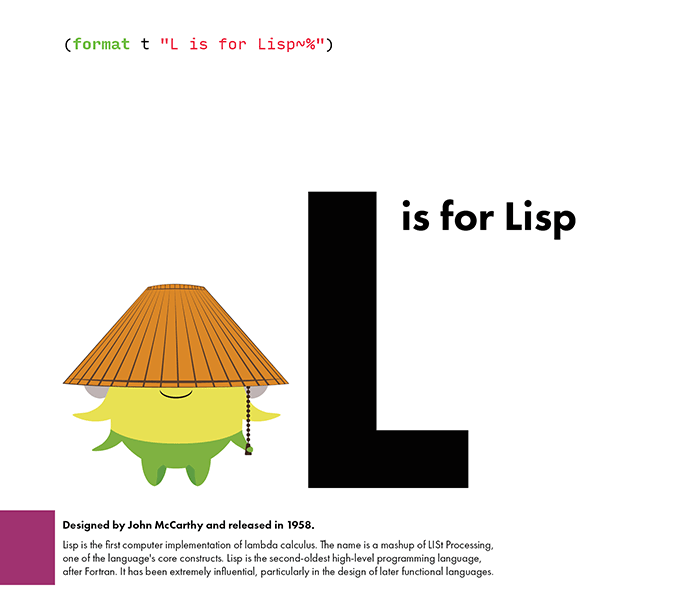 (format t "L is for Lisp~%")
L is for Lisp
Designed by John McCarthy and released in 1958.
Lisp is the first computer implementation of lambda calculus. The name is a mashup of LISt Processing,
one of the language's core constructs. Lisp is the second-oldest high-level programming language,
after Fortran. It has been extremely influential, particularly in the design of later functional languages.